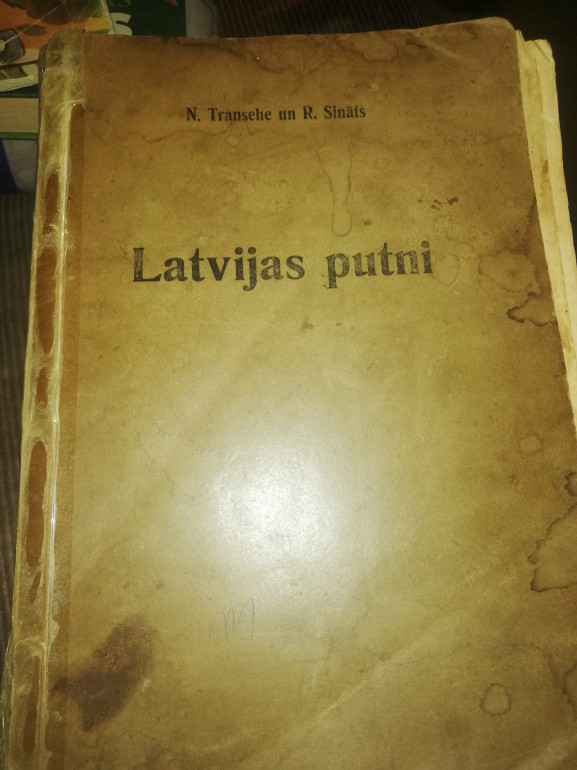 N. Transehe un R. Sināts
Latvijas putni